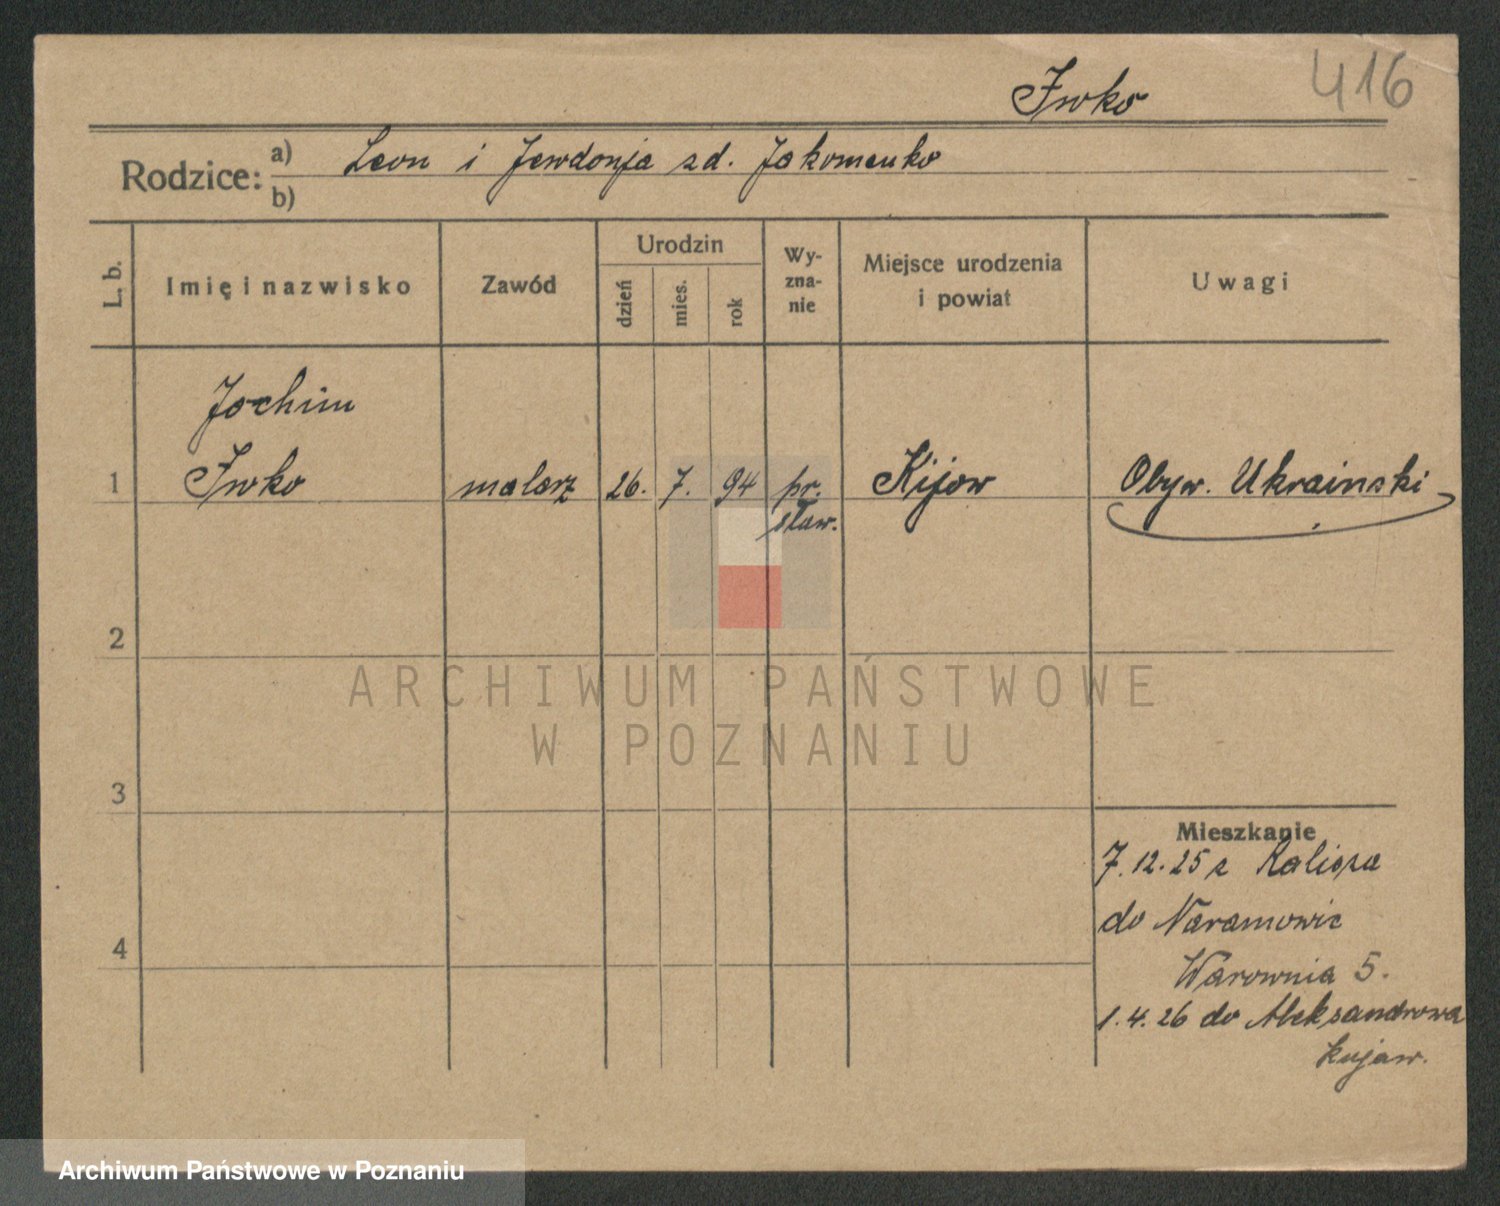 416
Iwko
Rodzice: a) Leon i Jewdonja zd. Jakomenko
b)
L. b.
Imię i nazwisko
Zawód
Urodzin
dzień
mies.
rok
Wy-
zna-
nie
Miejsce urodzenia
i powiat
Uwagi
Jochim
1 Iwko malarz 26. 7. 94 pr. Kijow Obyw. Ukrainski
sław.
2
3
4
Mieszkanie
7.12.25 z Kalisza
do Naramowic
Warownia 5.
1.4.26 do Aleksandrowa
kujaw.
ARCHIWUM PAŃSTWOWE
W POZNANIU
Archiwum Państwowe w Poznaniu